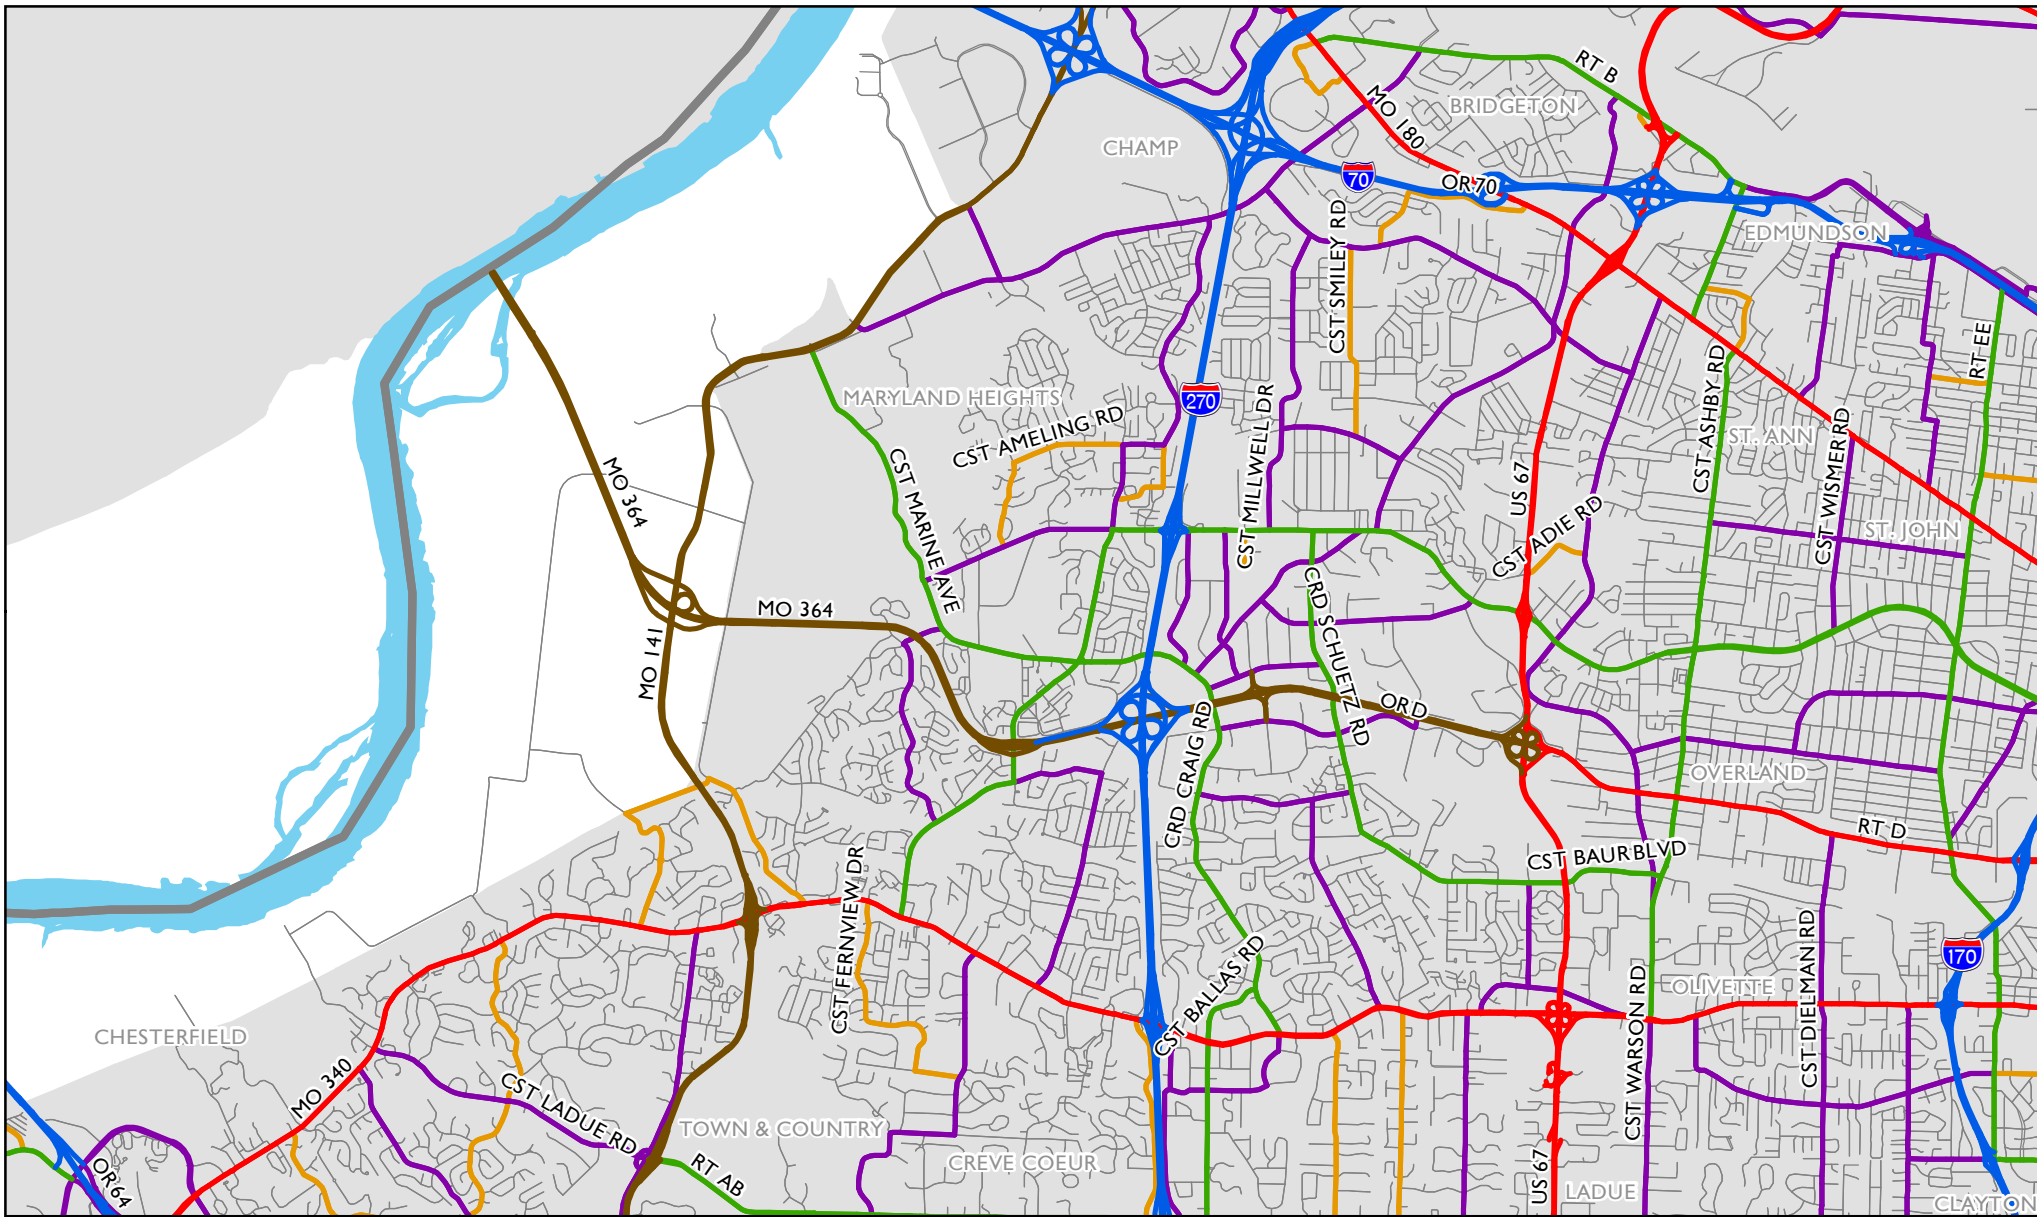 RT B
BRIDGETON
MO 180
CHAMP
70
OR 70
EDMUNDSON
CST SMILEY RD
RT EE
CST ASHBY RD
MARYLAND HEIGHTS
270
CST AMELING RD
CST MILLWELL DR
ST. ANN
CST WISMER RD
MO 364
CST MARINE AVE
US 67
CST ADIE RD
ST. JOHN
MO 364
CRD SCHUETZ RD
MO 141
ORD
CRD CRAIG RD
OVERLAND
RT D
CST BAUR BLVD
CST FERNVIEW DR
CST BALLAS RD
CST DIELMAN RD
170
CST WARSON RD
OLIVETTE
CHESTERFIELD
MO 340
CST LADUE RD
TOWN & COUNTRY
CREVE COEUR
RT AB
OR 64
US 67
LADUE
CLAYTON